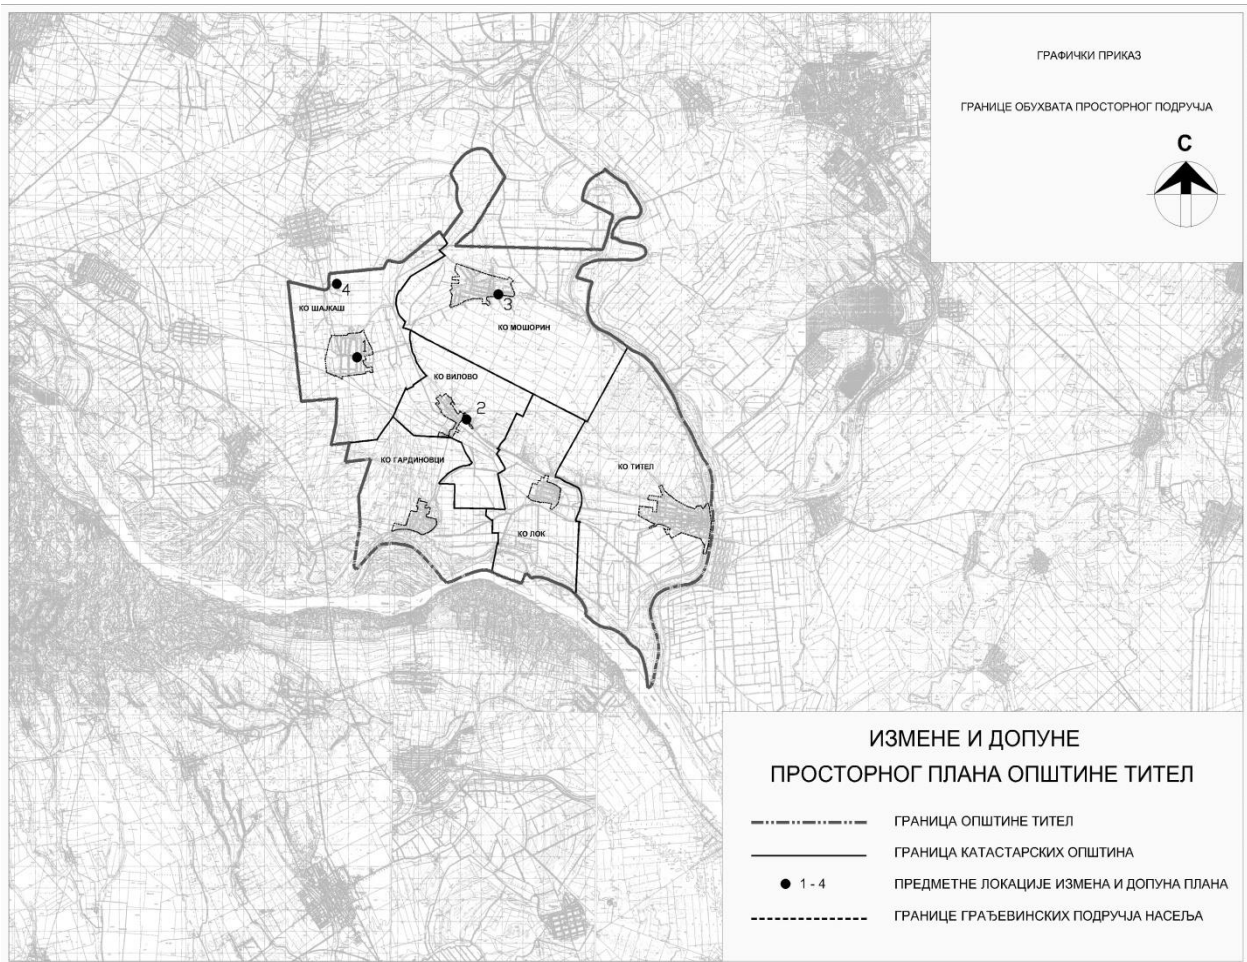 ГРАФИЧКИ ПРИКАЗ
ГРАНИЦЕ ОБУХВАТА ПРОСТОРНОГ ПОДРУЧЈА
С
4
КО ШАЈКАШ
3
КО МОШОРИН
1
КО ВИЛОВО
2
КО ГАРДИНОВЦИ
КО ТИТЕЛ
КО ЛОК
ИЗМЕНЕ И ДОПУНЕ
ПРОСТОРНОГ ПЛАНА ОПШТИНЕ ТИТЕЛ
ГРАНИЦА ОПШТИНЕ ТИТЕЛ
ГРАНИЦА КАТАСТАРСКИХ ОПШТИНА
1 - 4 ПРЕДМЕТНЕ ЛОКАЦИЈЕ ИЗМЕНА И ДОПУНА ПЛАНА
ГРАНИЦЕ ГРАЂЕВИНСКИХ ПОДРУЧЈА НАСЕЉА